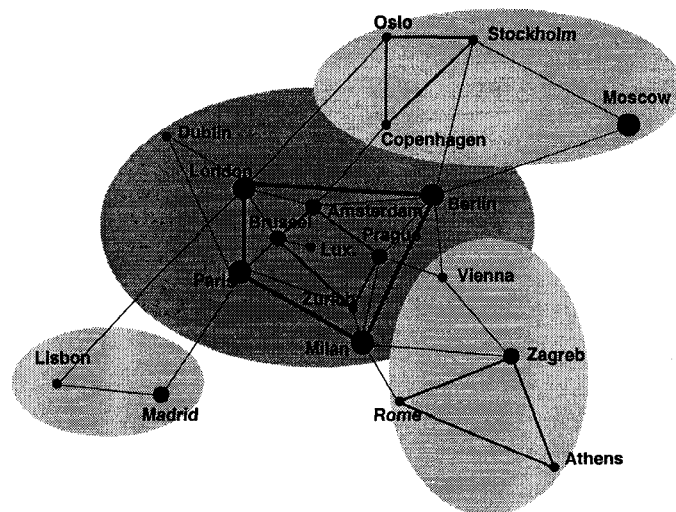 Oslo
Stockholm
Moscow
Copenhagen
Dublin
London
Amsterdam
Berlin
Brussel
Prague
Lux.
Vienna
Paris
Zurich
Milan
Zagreb
Lisbon
Madrid
Rome
Athens